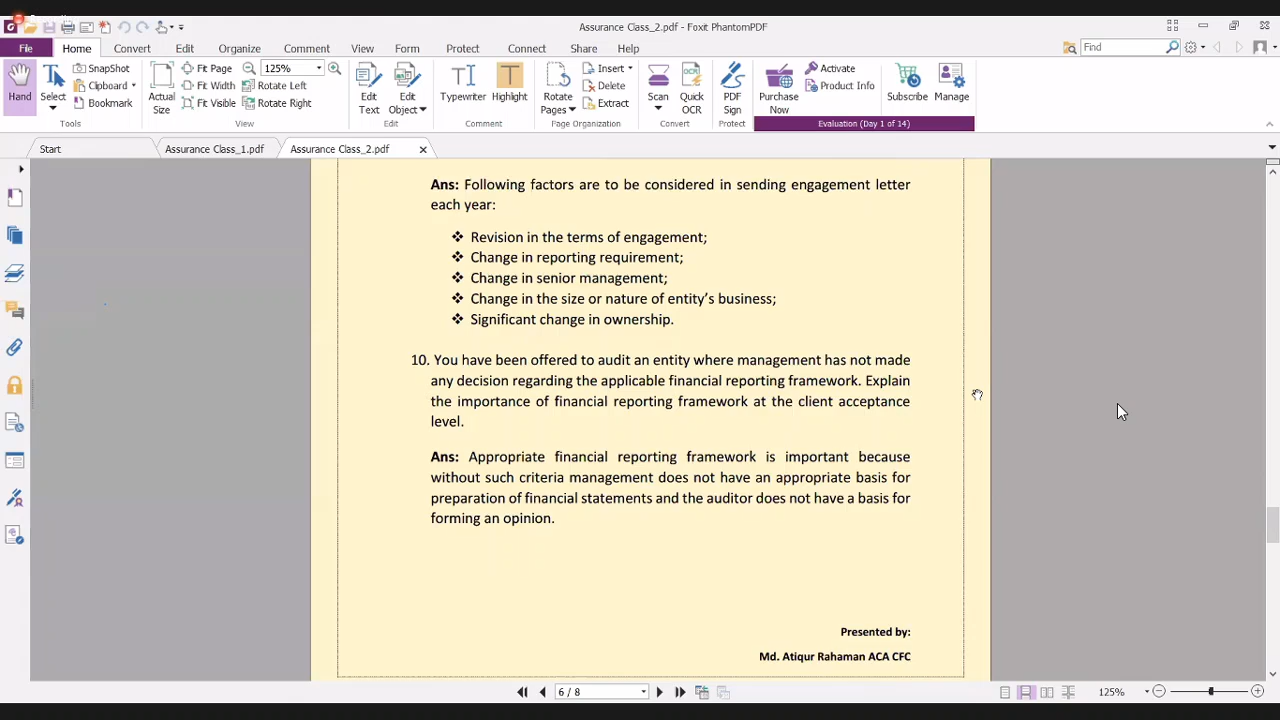 Assurance Class_2.pdf - Foxit PhantomPDF
File Home Convert Edit Organize Comment View Form Protect Connect Share Help Find
Hand Select SnapShot Clipboard Bookmark Actual Size Fit Page Fit Width Fit Visible 125% Rotate Left Rotate Right Edit Text Edit Object Typewriter Highlight Rotate Pages Insert Delete Extract Scan Quick OCR PDF Sign Purchase Now Activate Product Info Subscribe Manage
Tools View Edit Comment Page Organization Convert Protect Evaluation (Day 1 of 14)
Start Assurance Class_1.pdf Assurance Class_2.pdf
Ans: Following factors are to be considered in sending engagement letter
each year:
❖ Revision in the terms of engagement;
❖ Change in reporting requirement;
❖ Change in senior management;
❖ Change in the size or nature of entity’s business;
❖ Significant change in ownership.
10. You have been offered to audit an entity where management has not made
any decision regarding the applicable financial reporting framework. Explain
the importance of financial reporting framework at the client acceptance
level.
Ans: Appropriate financial reporting framework is important because
without such criteria management does not have an appropriate basis for
preparation of financial statements and the auditor does not have a basis for
forming an opinion.
Presented by:
Md. Atiqur Rahaman ACA CFC
6 / 8 125%